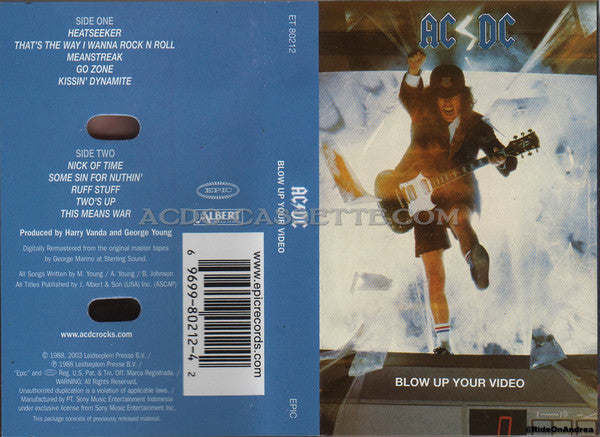 SIDE ONE
HEATSEEKER
THAT'S THE WAY I WANNA ROCK N ROLL
MEANSTREAK
GO ZONE
KISSIN' DYNAMITE
SIDE TWO
NICK OF TIME
SOME SIN FOR NUTHIN'
RUFF STUFF
TWO'S UP
THIS MEANS WAR
EPIC
ALBERT
Produced by Harry Vanda and George Young
Digitally Remastered from the original master tapes
by George Marino at Sterling Sound.
All Songs Written by M. Young / A. Young / B. Johnson
All Titles Published by J. Albert & Son (USA) Inc. (ASCAP)
www.acdcrocks.com
© 1988, 2003 Leidseplein Presse B.V. /
℗ 1988 Leidseplein Presse B.V. /
"Epic" and Reg. U.S. Pat. & Tm. Off. Marca Registrada. /
WARNING: All Rights Reserved.
Unauthorized duplication is a violation of applicable laws. /
Manufactured by PT. Sony Music Entertainment Indonesia
under exclusive license from Sony Music Entertainment Inc.
This package consists of previously released material.
www.epicrecords.com
6 9699-80212-4 2
ET 80212
AC/DC
BLOW UP YOUR VIDEO
EPIC
AC/DC
BLOW UP YOUR VIDEO
19
ACDC-CASSETTE.COM
@RideOnAndrea